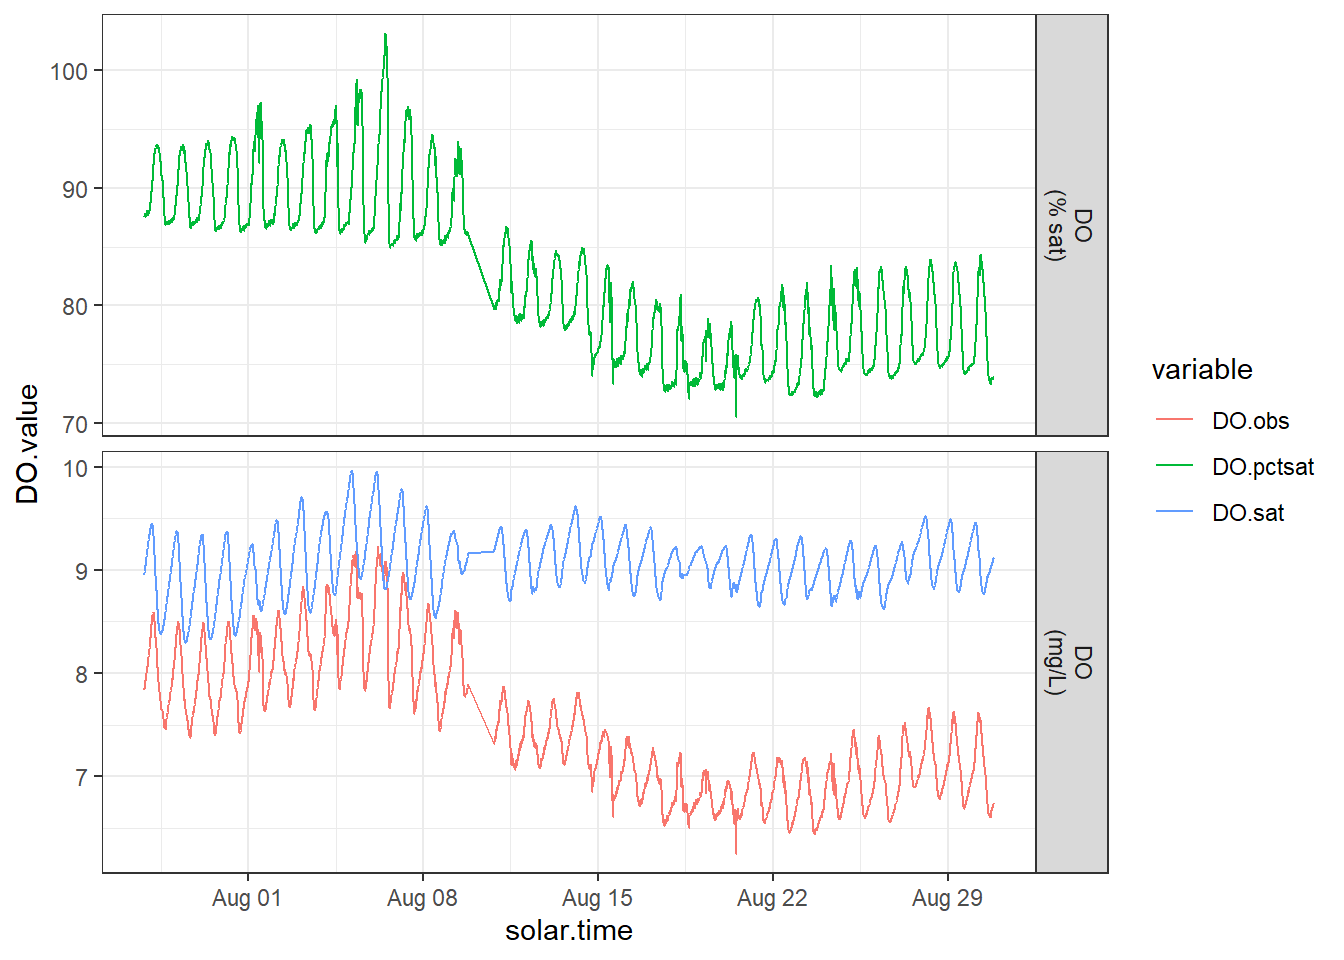 DO.value
100
90
80
70
DO
(% sat)
10
9
8
7
DO
(mg/L)
Aug 01 Aug 08 Aug 15 Aug 22 Aug 29
solar.time
variable
DO.obs
DO.pctsat
DO.sat